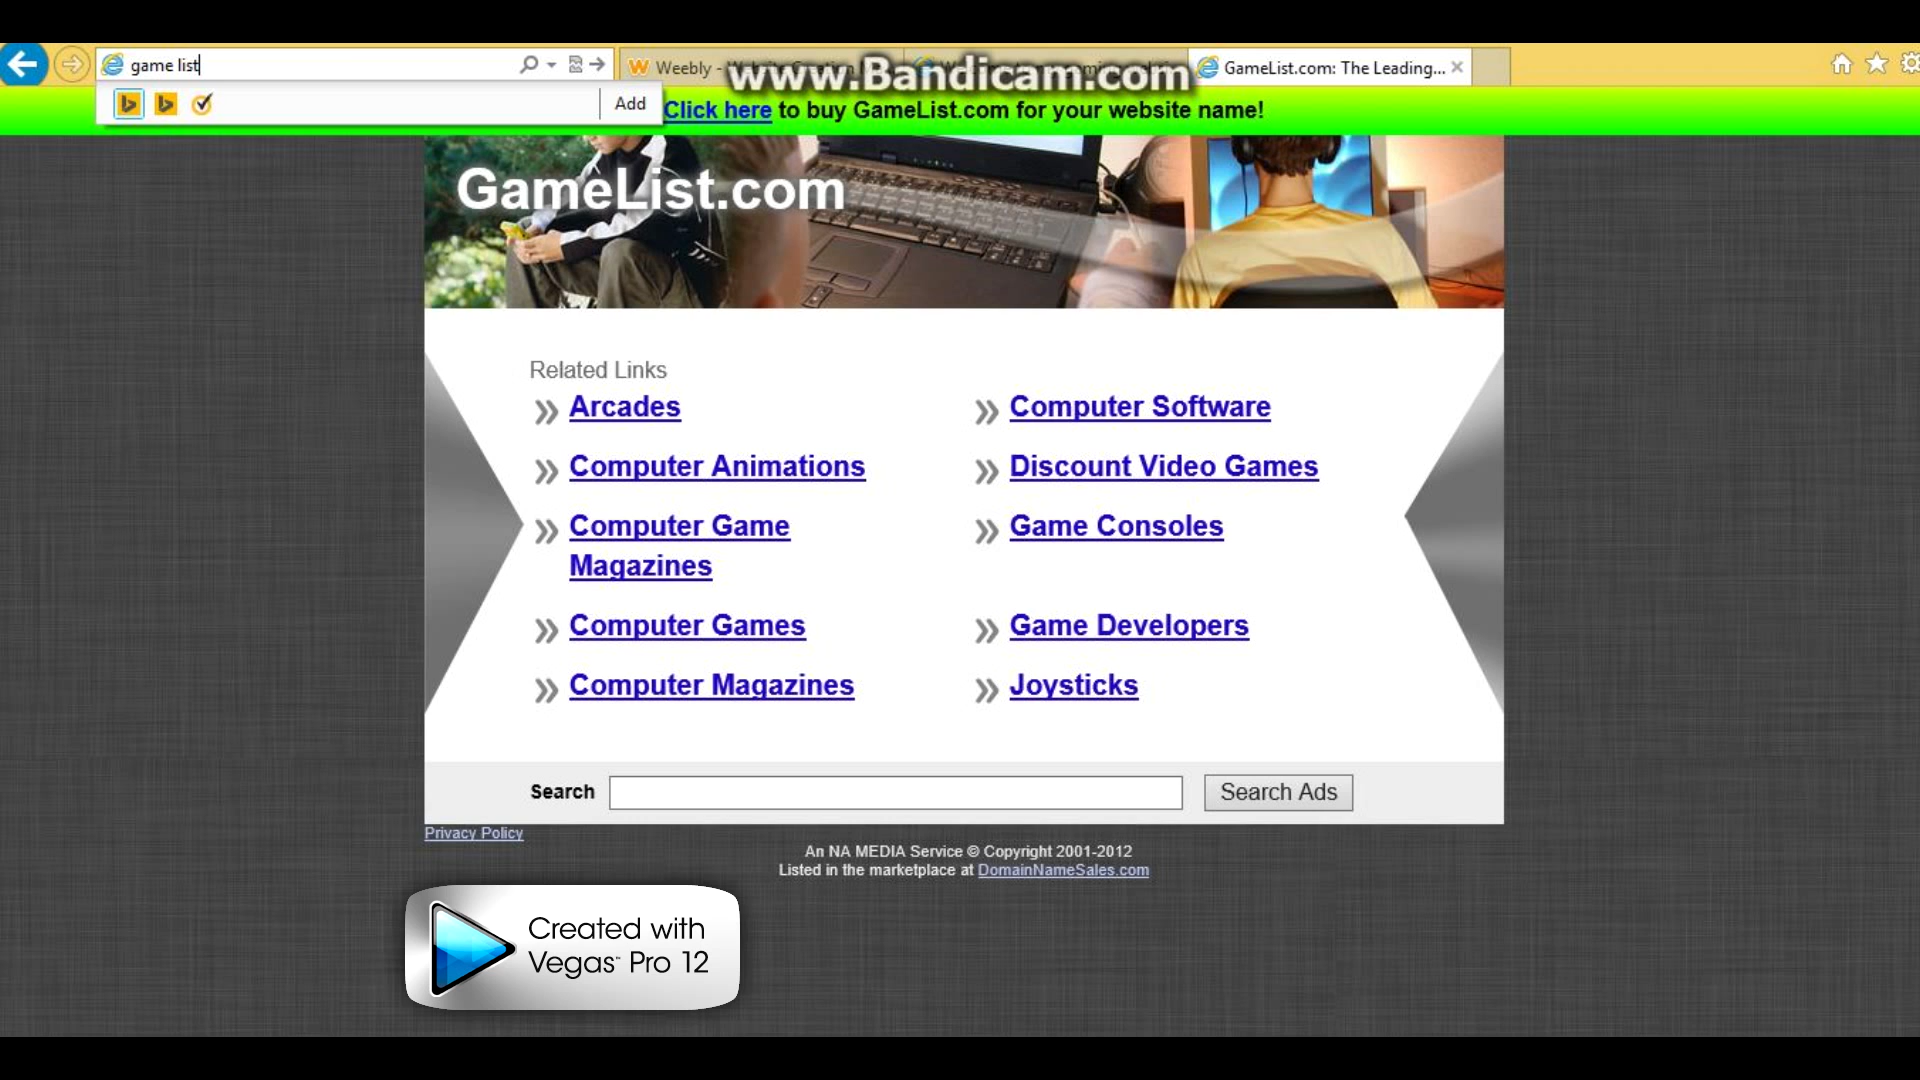 game list
Weebly -
www.Bandicam.com
GameList.com: The Leading...
Add
Click here to buy GameList.com for your website name!
GameList.com
Related Links
Arcades
Computer Software
Computer Animations
Discount Video Games
Computer Game
Magazines
Game Consoles
Computer Games
Game Developers
Computer Magazines
Joysticks
Search
Search Ads
Privacy Policy
An NA MEDIA Service © Copyright 2001-2012
Listed in the marketplace at DomainNameSales.com
Created with
Vegas™ Pro 12